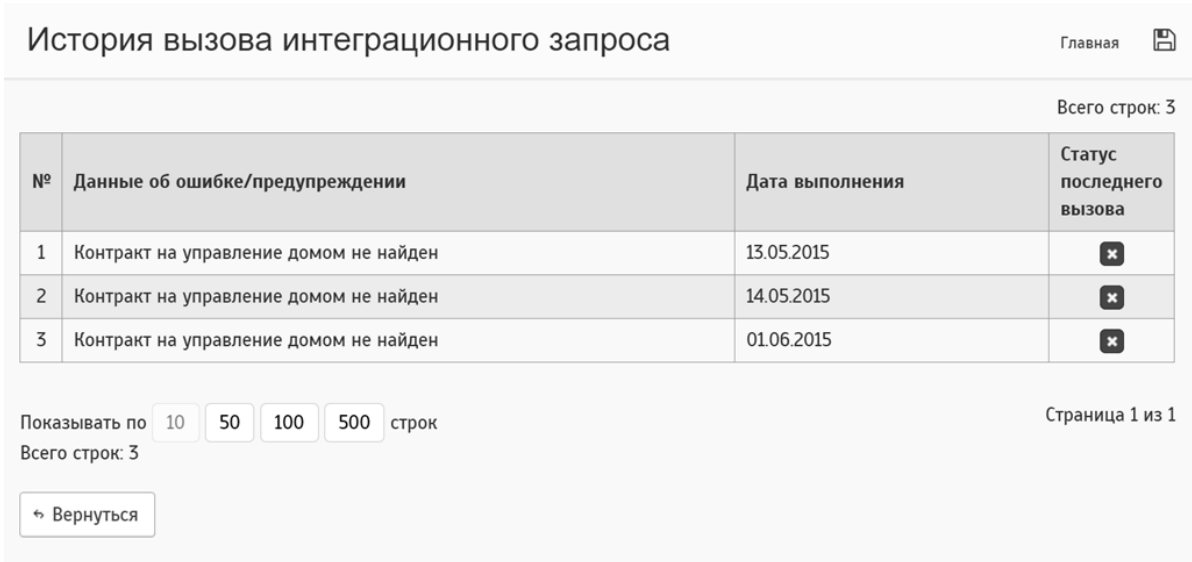 История вызова интеграционного запроса
Главная
Всего строк: 3
№ Данные об ошибке/предупреждении Дата выполнения Статус последнего вызова
1 Контракт на управление домом не найден 13.05.2015
2 Контракт на управление домом не найден 14.05.2015
3 Контракт на управление домом не найден 01.06.2015
Показывать по 10 50 100 500 строк
Страница 1 из 1
Всего строк: 3
Вернуться